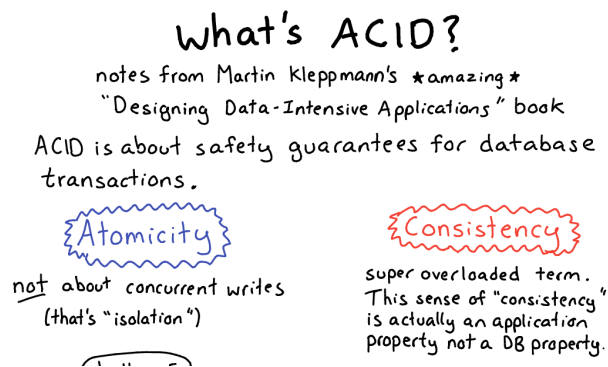 what's ACID?
notes from Martin Kleppmann's *amazing*
"Designing Data-Intensive Applications" book
ACID is about safety guarantees for database
transactions.
Atomicity
not about concurrent writes
(that's "isolation")
Consistency
super overloaded term.
This sense of "consistency"
is actually an application
property not a DB property.